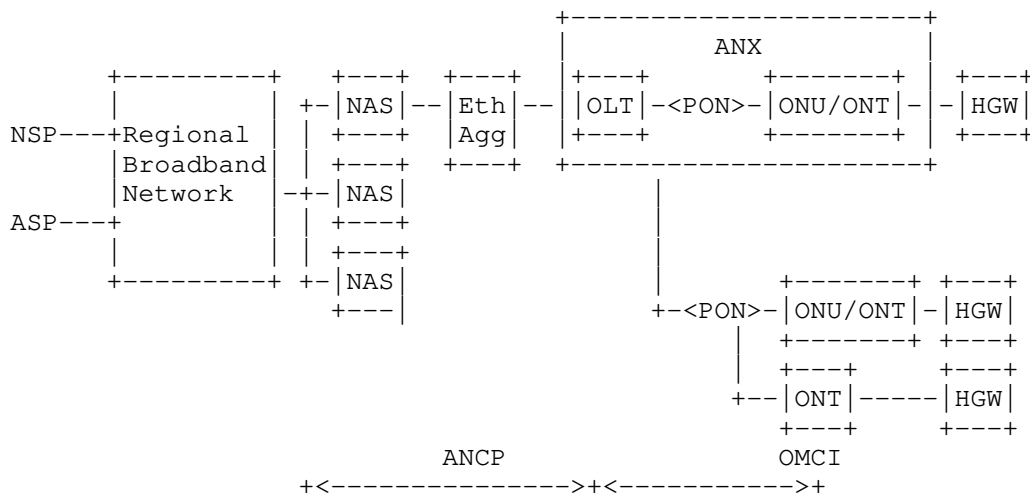 ANX
OLT <PON> ONU/ONT HGW
NAS Eth
Agg
NSP Regional
Broadband
Network NAS
ASP
NAS
<PON> ONU/ONT HGW
ONT HGW
ANCP OMCI